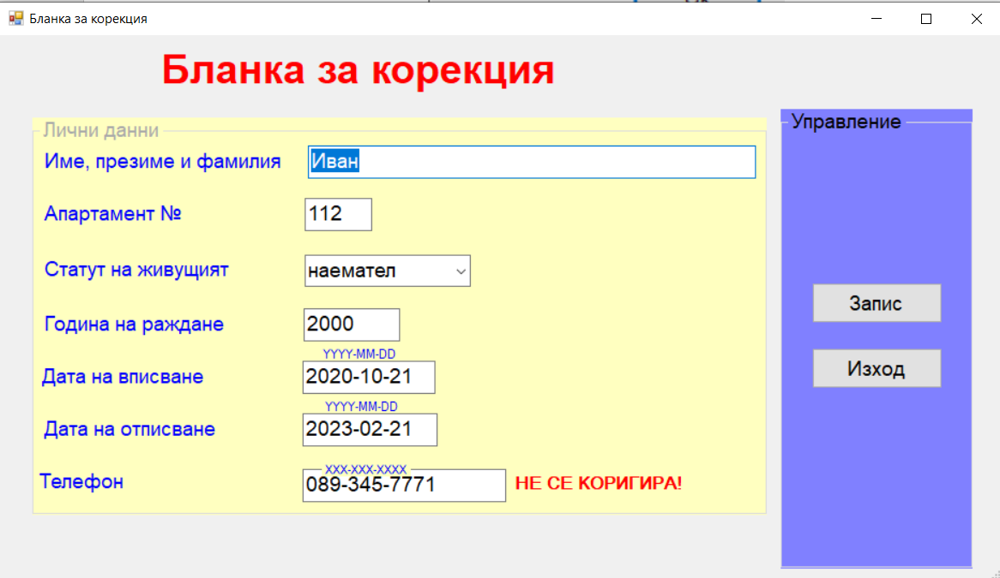 Бланка за корекция
Бланка за корекция
Лични данни
Управление
Име, презиме и фамилия Иван
Апартамент № 112
Статут на живущият наемател
Година на раждане 2000
YYYY-MM-DD
Дата на вписване 2020-10-21
YYYY-MM-DD
Дата на отписване 2023-02-21
XXX-XXX-XXXX
Телефон 089-345-7771 НЕ СЕ КОРИГИРА!
Запис
Изход